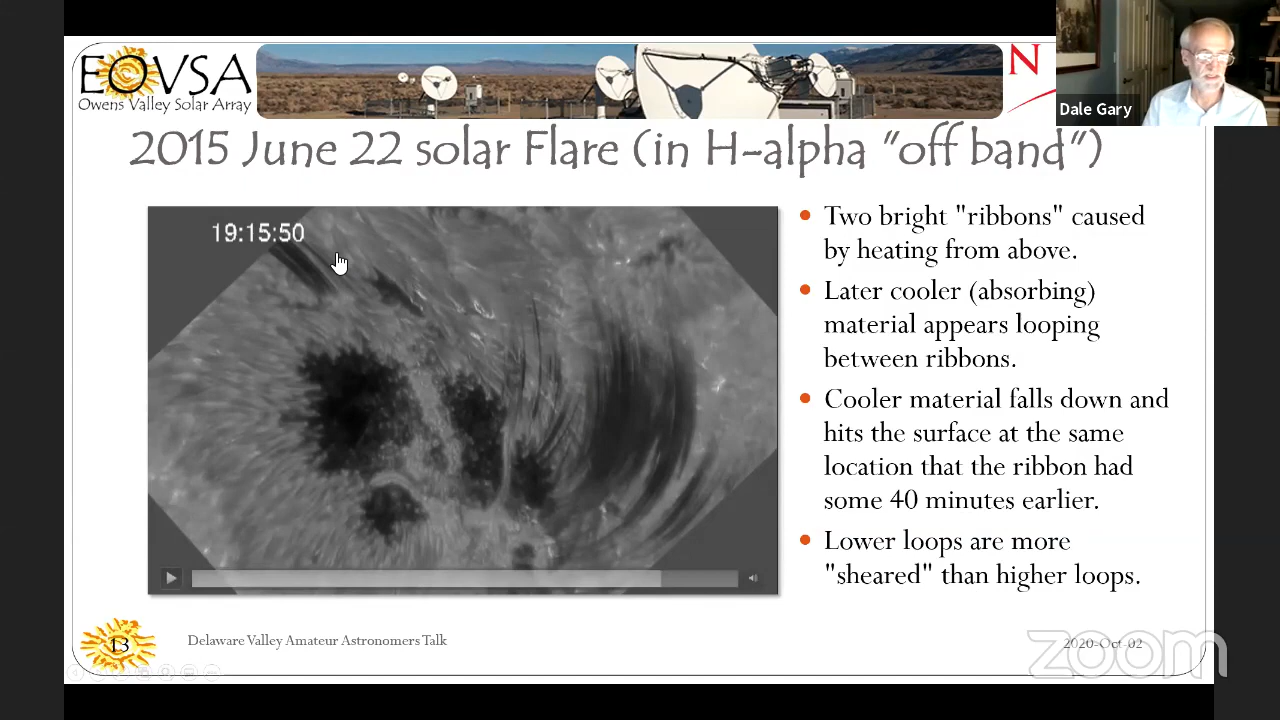 EOVSA
Owens Valley Solar Array
N
Dale Gary
2015 June 22 solar Flare (in H-alpha "off band")
19:15:50
• Two bright "ribbons" caused
by heating from above.
• Later cooler (absorbing)
material appears looping
between ribbons.
• Cooler material falls down and
hits the surface at the same
location that the ribbon had
some 40 minutes earlier.
• Lower loops are more
"sheared" than higher loops.
13
Delaware Valley Amateur Astronomers Talk
2020-Oct-02
zoom